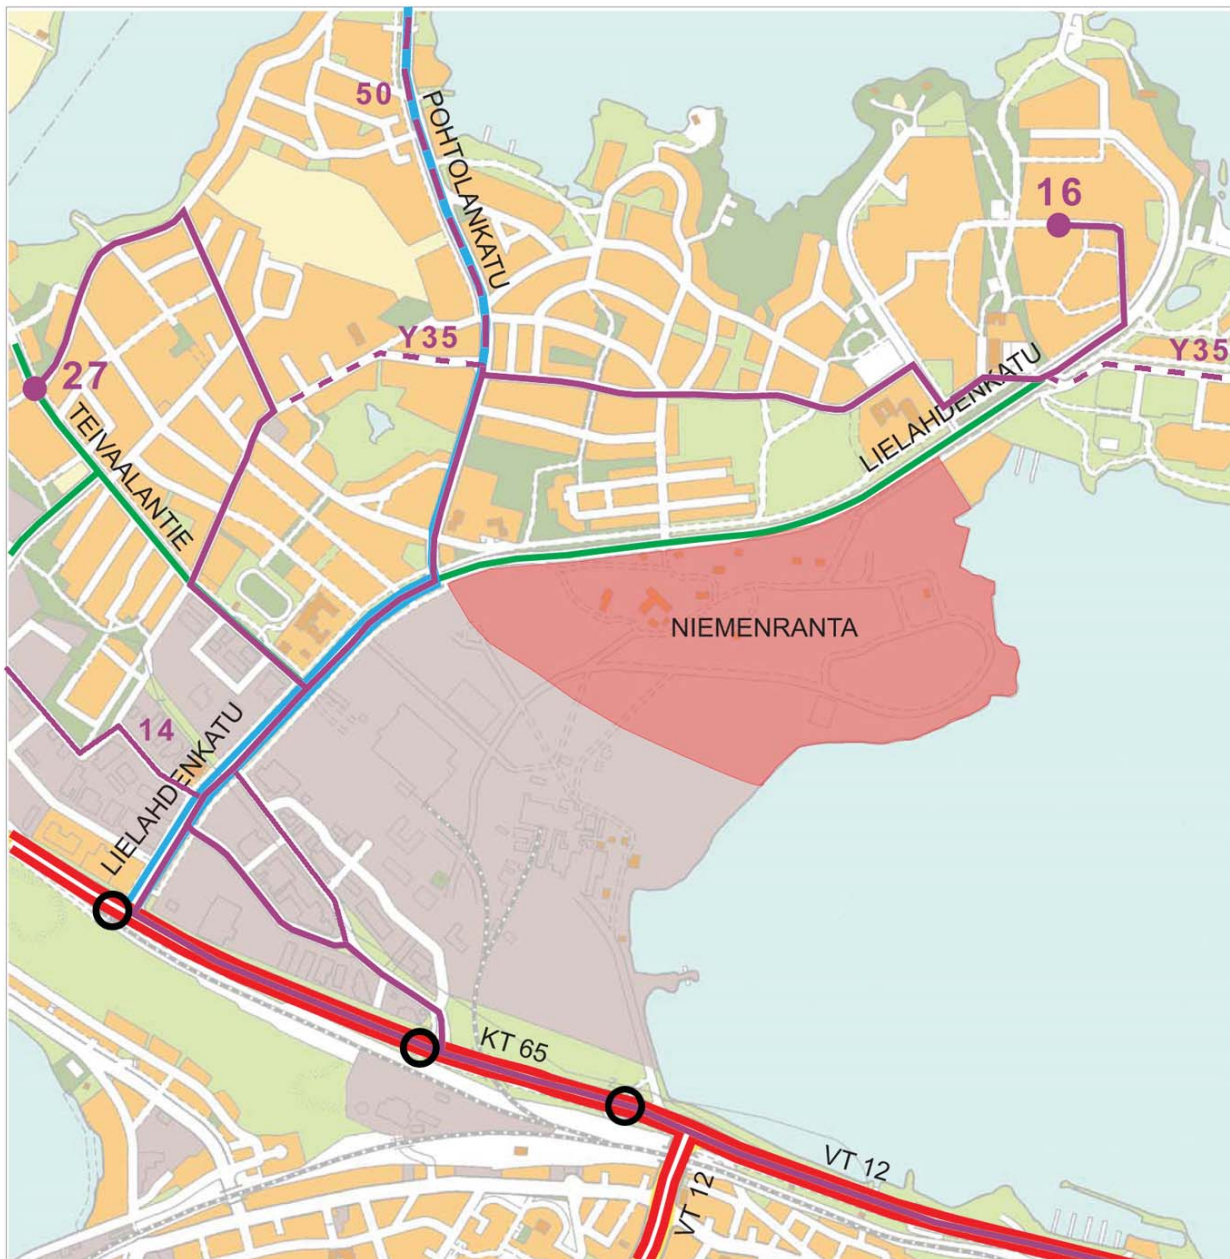 50
POHTOLANKATU
16
Y35
Y35
27
TEIVAALANTIE
LIELAHDENKATU
NIEMENRANTA
14
LIELAHDENKATU
KT 65
VT 12
VT 12